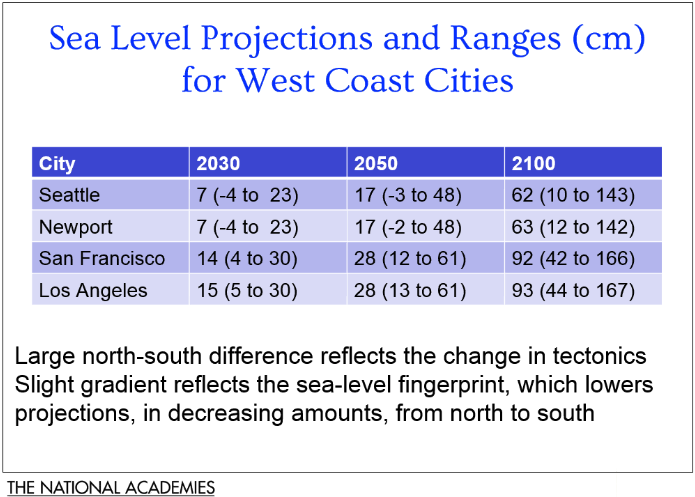 Sea Level Projections and Ranges (cm)
for West Coast Cities
City 2030 2050 2100
Seattle 7 (-4 to  23) 17 (-3 to 48) 62 (10 to 143)
Newport 7 (-4 to  23) 17 (-2 to 48) 63 (12 to 142)
San Francisco 14 (4 to 30) 28 (12 to 61) 92 (42 to 166)
Los Angeles 15 (5 to 30) 28 (13 to 61) 93 (44 to 167)
Large north-south difference reflects the change in tectonics
Slight gradient reflects the sea-level fingerprint, which lowers
projections, in decreasing amounts, from north to south
THE NATIONAL ACADEMIES